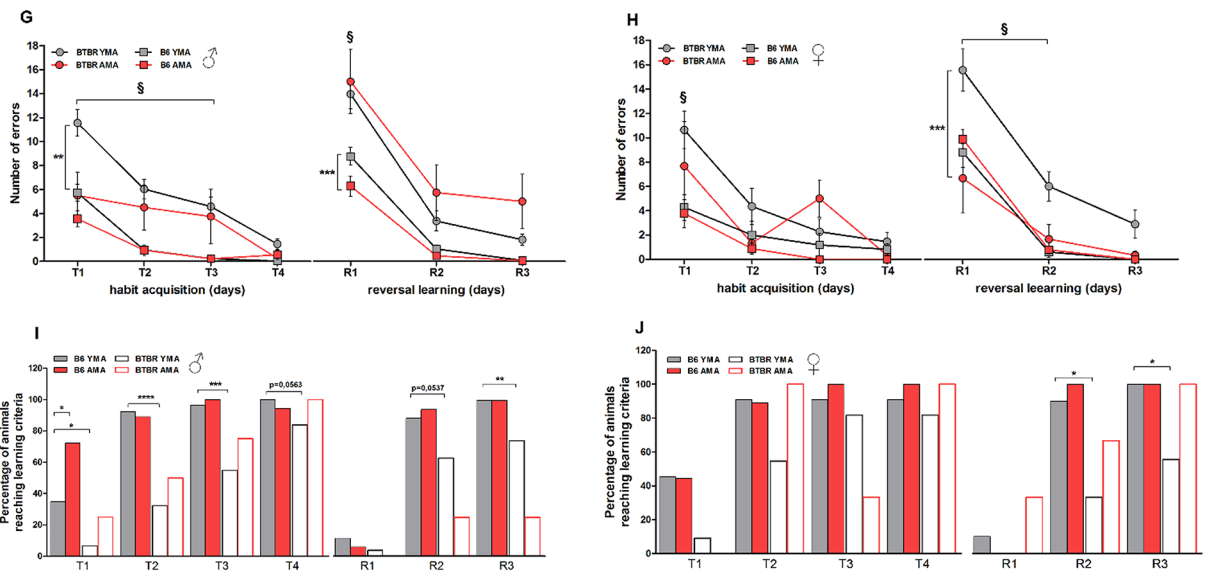 G
BTBR YMA B6 YMA ♂
BTBR AMA B6 AMA
Number of errors
18
16
14
12
10
8
6
4
2
0
**
§
§
***
T1 T2 T3 T4 R1 R2 R3
habit acquisition (days) reversal learning (days)
H
BTBR YMA B6 YMA ♀
BTBR AMA B6 AMA
Number of errors
18
16
14
12
10
8
6
4
2
0
§
§
***
T1 T2 T3 T4 R1 R2 R3
habit acquisition (days) reversal leearning (days)
I
B6 YMA BTBR YMA ♂
B6 AMA BTBR AMA
Percentage of animals
reaching learning criteria
120
100
80
60
40
20
0
*
*
****
***
p=0,0563
p=0,0537
**
T1 T2 T3 T4 R1 R2 R3
J
B6 YMA BTBR YMA ♀
B6 AMA BTBR AMA
Percentage of animals
reaching learning criteria
120
100
80
60
40
20
0
*
*
T1 T2 T3 T4 R1 R2 R3